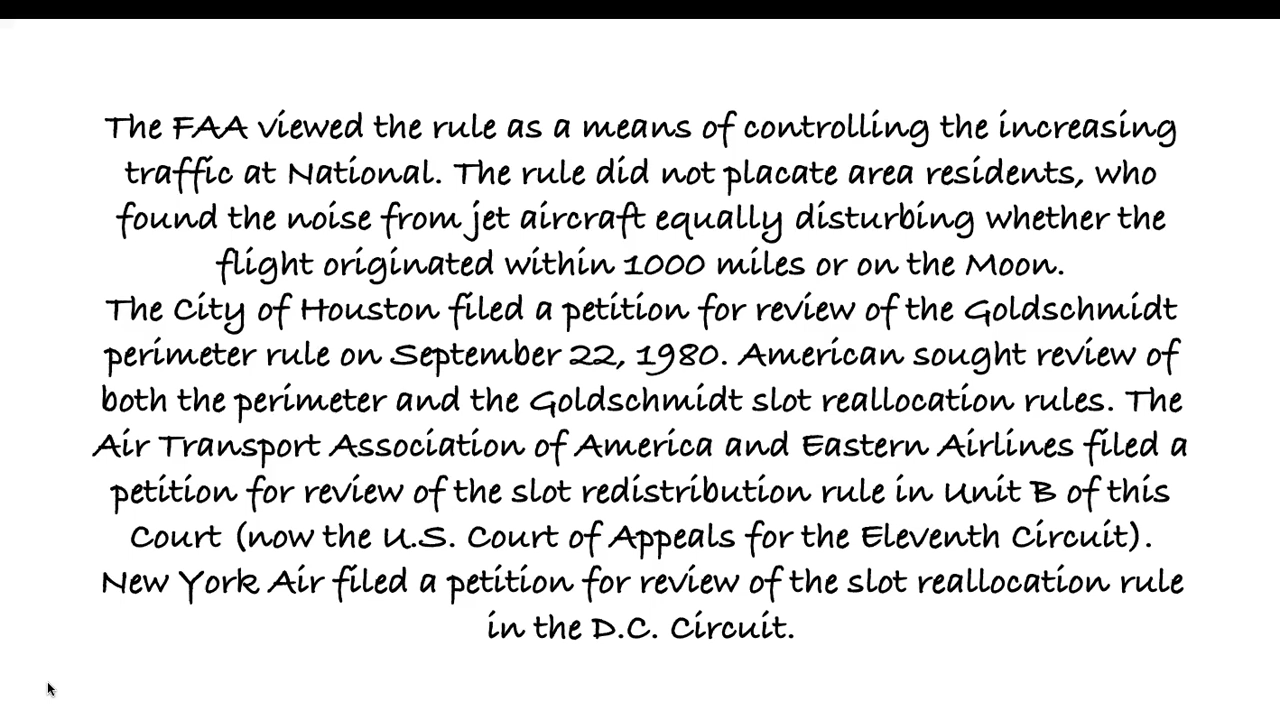 The FAA viewed the rule as a means of controlling the increasing
traffic at National. The rule did not placate area residents, who
found the noise from jet aircraft equally disturbing whether the
flight originated within 1000 miles or on the Moon.
The City of Houston filed a petition for review of the Goldschmidt
perimeter rule on September 22, 1980. American sought review of
both the perimeter and the Goldschmidt slot reallocation rules. The
Air Transport Association of America and Eastern Airlines filed a
petition for review of the slot redistribution rule in Unit B of this
Court (now the U.S. Court of Appeals for the Eleventh Circuit).
New York Air filed a petition for review of the slot reallocation rule
in the D.C. Circuit.